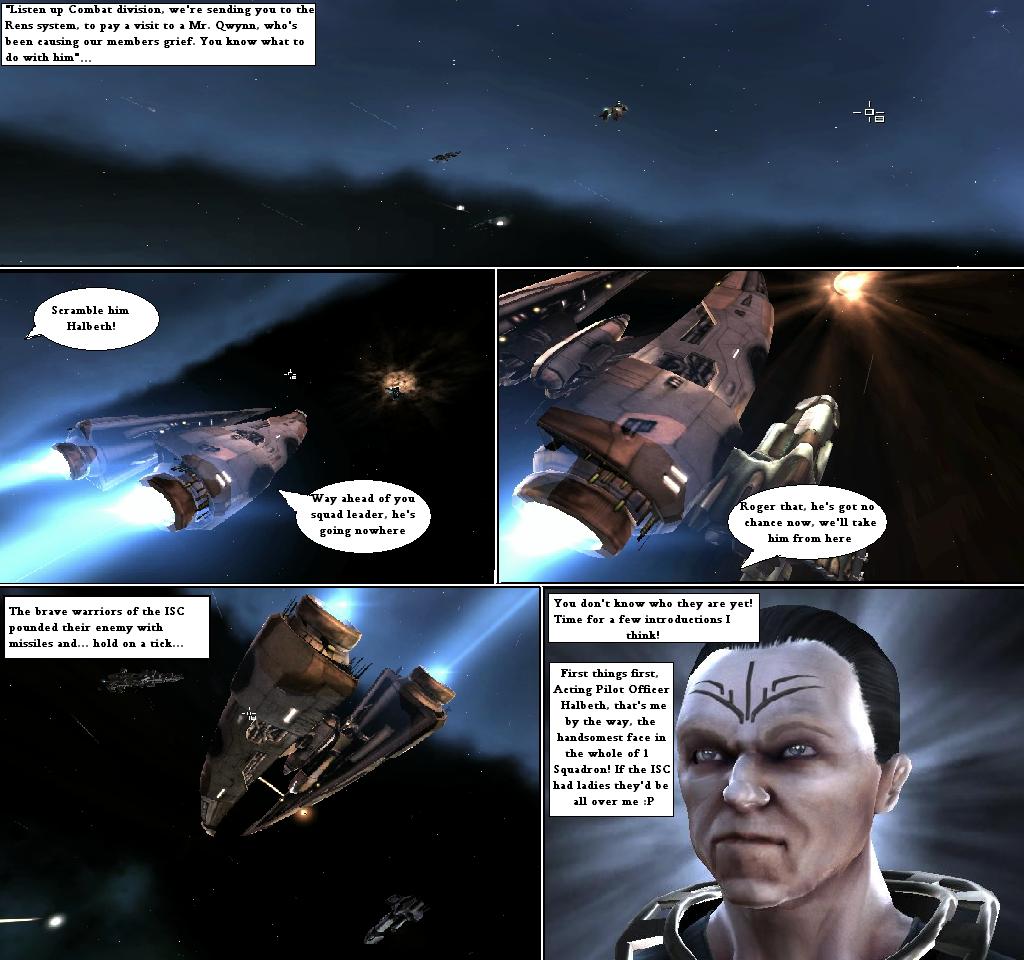 "Listen up Combat division, we're sending you to the
Rens system, to pay a visit to a Mr. Qwynn, who's
been causing our members grief. You know what to
do with him"...
Scramble him
Halbeth!
Way ahead of you
squad leader, he's
going nowhere
Roger that, he's got no
chance now, we'll take
him from here
The brave warriors of the ISC
pounded their enemy with
missiles and... hold on a tick...
You don't know who they are yet!
Time for a few introductions I
think!
First things first,
Acting Pilot Officer
Halbeth, that's me
by the way, the
handsomest face in
the whole of 1
Squadron! If the ISC
had ladies they'd be
all over me :P